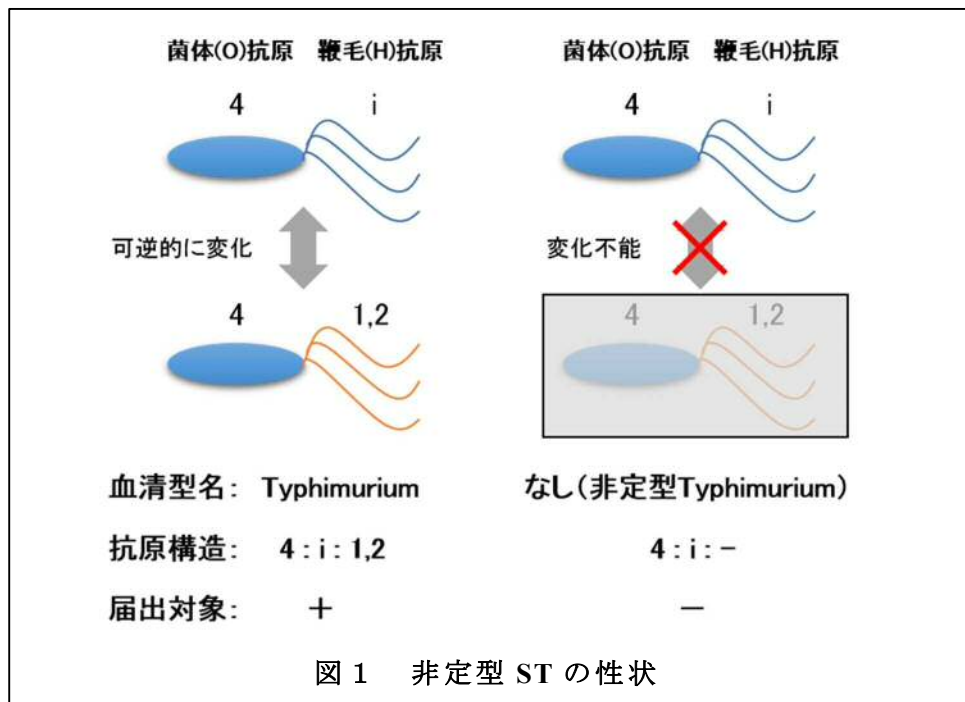 菌体(O)抗原 鞭毛(H)抗原 菌体(O)抗原 鞭毛(H)抗原
4 i 4 i
可逆的に変化 変化不能
4 1,2 4 1,2
血清型名: Typhimurium なし(非定型Typhimurium)
抗原構造: 4 : i : 1,2 4 : i : −
届出対象: ＋ −
図１ 非定型 ST の性状